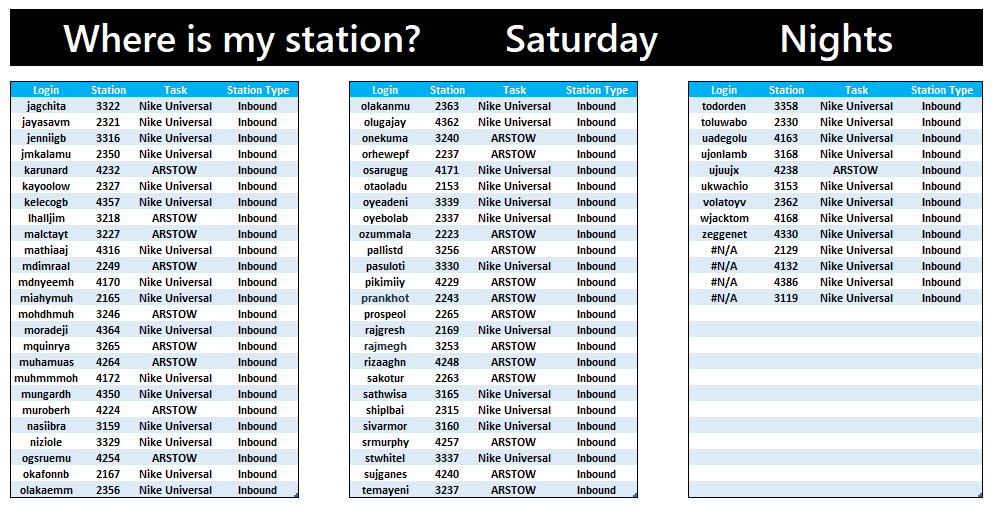 Where is my station? Saturday Nights
Login Station Task Station Type
jagchita 3322 Nike Universal Inbound
jayasavm 2321 Nike Universal Inbound
jenniigb 3316 Nike Universal Inbound
jmkalamu 2350 Nike Universal Inbound
karunard 4232 ARSTOW Inbound
kayoolow 2327 Nike Universal Inbound
kelecogb 4357 Nike Universal Inbound
lhalljim 3218 ARSTOW Inbound
malctayt 3227 ARSTOW Inbound
mathiaaj 4316 Nike Universal Inbound
mdimraal 2249 ARSTOW Inbound
mdnyeemh 4170 Nike Universal Inbound
miahymuh 2165 Nike Universal Inbound
mohdhmuh 3246 ARSTOW Inbound
moradeji 4364 Nike Universal Inbound
mquinrya 3265 ARSTOW Inbound
muhamuas 4264 ARSTOW Inbound
muhmmmoh 4172 Nike Universal Inbound
mungardh 4350 Nike Universal Inbound
muroberh 4224 ARSTOW Inbound
nasiibra 3159 Nike Universal Inbound
niziole 3329 Nike Universal Inbound
ogsruemu 4254 ARSTOW Inbound
okafonnb 2167 Nike Universal Inbound
olakaemm 2356 Nike Universal Inbound
Login Station Task Station Type
olakanmu 2363 Nike Universal Inbound
olugajay 4362 Nike Universal Inbound
onekuma 3240 ARSTOW Inbound
orhewepf 2237 ARSTOW Inbound
osarugug 4171 Nike Universal Inbound
otaoladu 2153 Nike Universal Inbound
oyeadeni 3339 Nike Universal Inbound
oyebolab 2337 Nike Universal Inbound
ozummala 2223 ARSTOW Inbound
pallistd 3256 ARSTOW Inbound
pasuloti 3330 Nike Universal Inbound
pikimiiy 4229 ARSTOW Inbound
prankhot 2243 ARSTOW Inbound
prospeol 2265 ARSTOW Inbound
rajgresh 2169 Nike Universal Inbound
rajmegh 3253 ARSTOW Inbound
rizaaghn 4248 ARSTOW Inbound
sakotur 2263 ARSTOW Inbound
sathwisa 3165 Nike Universal Inbound
shiplbai 2315 Nike Universal Inbound
sivarmor 3160 Nike Universal Inbound
srmurphy 4257 ARSTOW Inbound
stwhitel 3337 Nike Universal Inbound
sujganes 4240 ARSTOW Inbound
temayeni 3237 ARSTOW Inbound
Login Station Task Station Type
todorden 3358 Nike Universal Inbound
toluwabo 2330 Nike Universal Inbound
uadegolu 4163 Nike Universal Inbound
ujonlamb 3168 Nike Universal Inbound
ujuujx 4238 ARSTOW Inbound
ukwachio 3153 Nike Universal Inbound
volatoyv 2362 Nike Universal Inbound
wjacktom 4168 Nike Universal Inbound
zeggenet 4330 Nike Universal Inbound
#N/A 2129 Nike Universal Inbound
#N/A 4132 Nike Universal Inbound
#N/A 4386 Nike Universal Inbound
#N/A 3119 Nike Universal Inbound